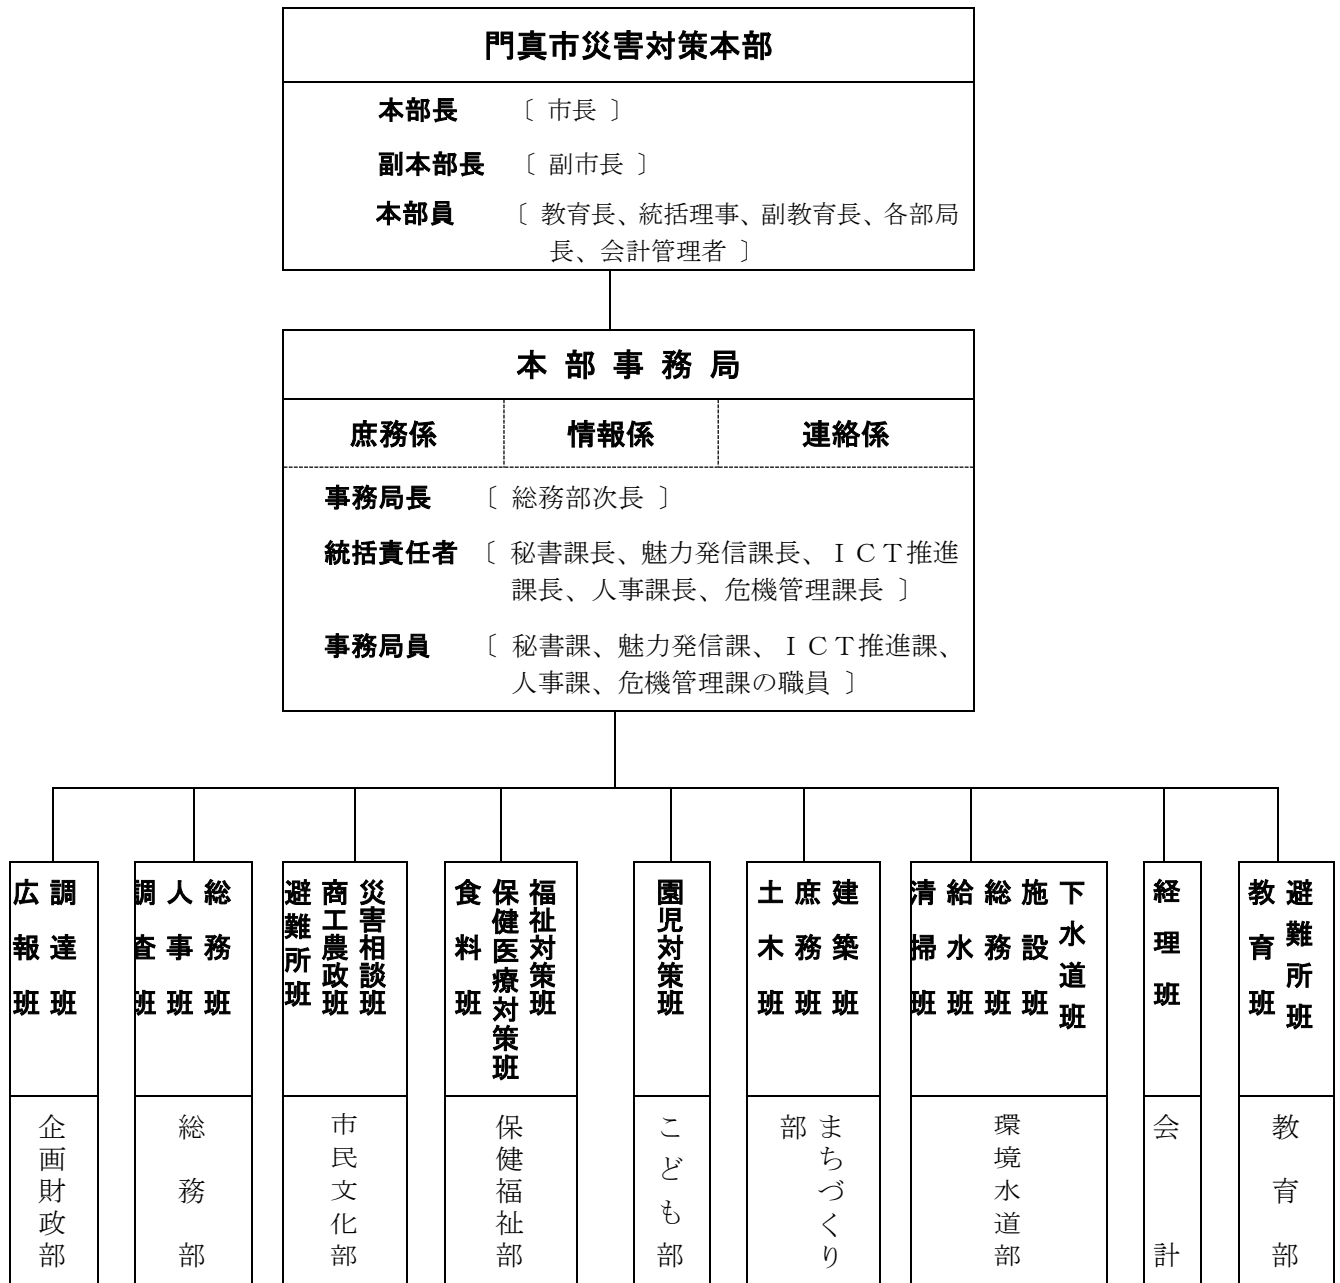 門真市災害対策本部
本部長 〔 市長 〕
副本部長 〔 副市長 〕
本部員 〔 教育長、統括理事、副教育長、各部局
長、会計管理者 〕
本部事務局
庶務係 情報係 連絡係
事務局長 〔 総務部次長 〕
統括責任者 〔 秘書課長、魅力発信課長、ＩＣＴ推進
課長、人事課長、危機管理課長 〕
事務局員 〔 秘書課、魅力発信課、ＩＣＴ推進課、
人事課、危機管理課の職員 〕
調達班
広報班
企画財政部
総務班
人事班
調査班
総務部
災害相談班
商工農政班
避難所班
市民文化部
福祉対策班
保健医療対策班
食料班
保健福祉部
園児対策班
こども部
建築班
庶務班
土木班
まちづくり
部
下水道班
施設班
総務班
給水班
清掃班
環境水道部
経理班
会計
避難所班
教育班
教育部